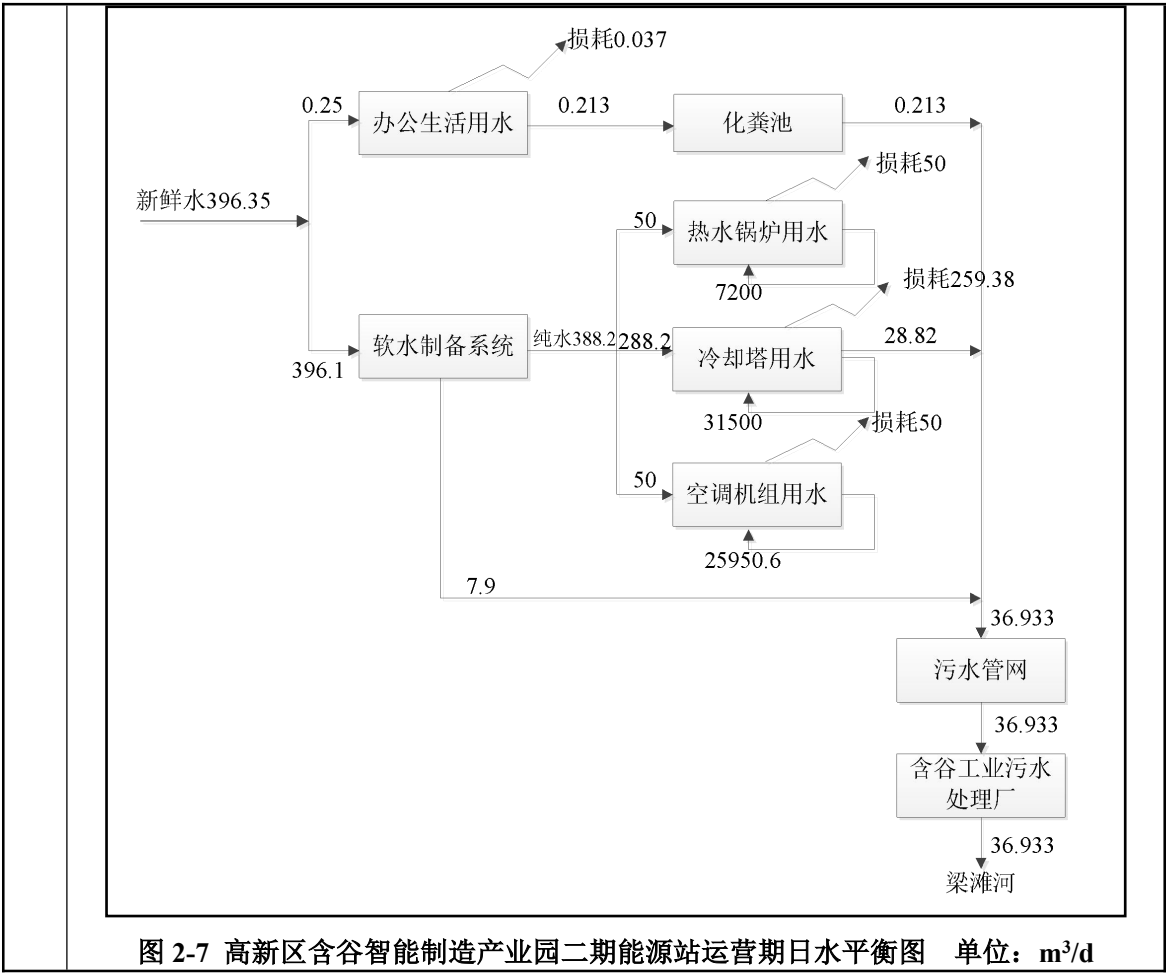 损耗0.037
0.25
办公生活用水
0.213
化粪池
0.213
损耗50
新鲜水396.35
50
热水锅炉用水
7200
损耗259.38
396.1
软水制备系统
纯水388.2
288.2
冷却塔用水
28.82
31500
损耗50
50
空调机组用水
25950.6
7.9
36.933
污水管网
36.933
含谷工业污水
处理厂
36.933
梁滩河
图 2-7 高新区含谷智能制造产业园二期能源站运营期日水平衡图 单位：m³/d